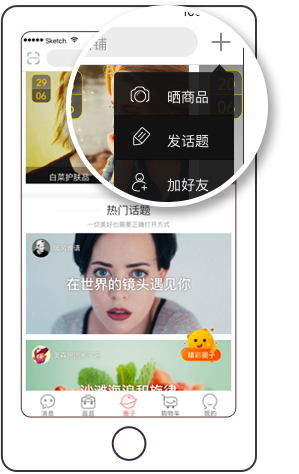 Sketch
铺
29
06
20
06
晒商品
发话题
加好友
白菜护肤品
热门话题
一切美好也需要正确打开方式
在世界的镜头遇见你
精彩圈子
沙滩海浪和旋律
消息
逛逛
圈子
购物车
我的